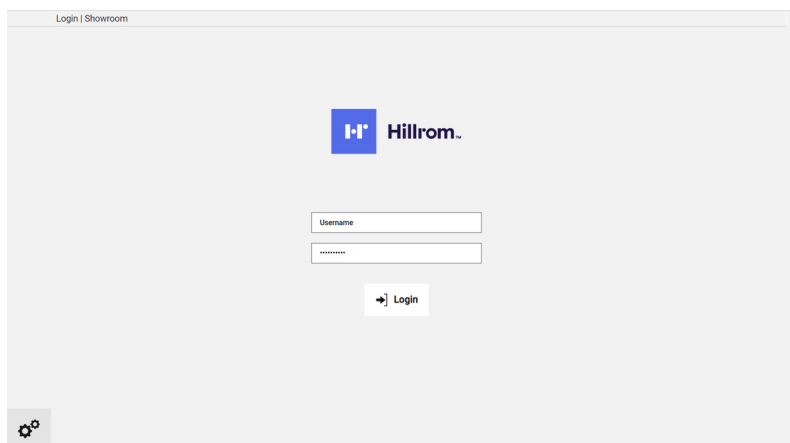 Login | Showroom
Hillrom™
Username
••••••••••
Login